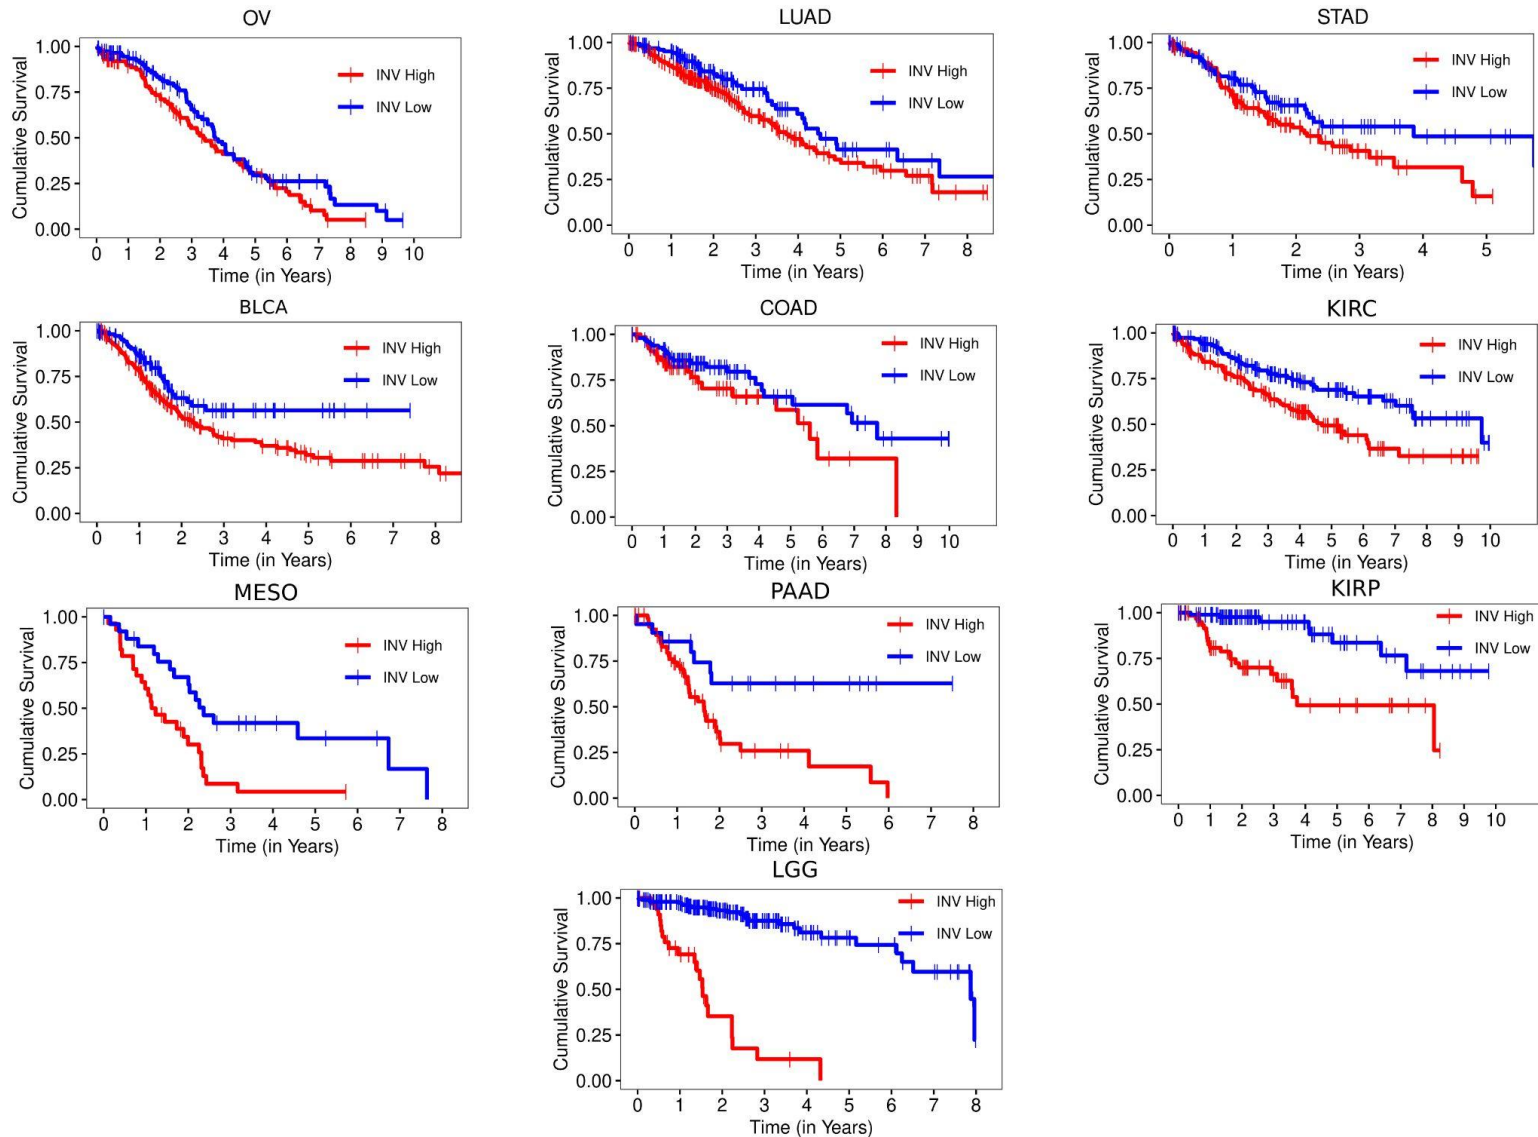 OV
1.00
0.75
0.50
0.25
0.00
Cumulative Survival
INV High
INV Low
0 1 2 3 4 5 6 7 8 9 10
Time (in Years)
LUAD
1.00
0.75
0.50
0.25
0.00
Cumulative Survival
INV High
INV Low
0 1 2 3 4 5 6 7 8
Time (in Years)
STAD
1.00
0.75
0.50
0.25
0.00
Cumulative Survival
INV High
INV Low
0 1 2 3 4 5
Time (in Years)
BLCA
1.00
0.75
0.50
0.25
0.00
Cumulative Survival
INV High
INV Low
0 1 2 3 4 5 6 7 8
Time (in Years)
COAD
1.00
0.75
0.50
0.25
0.00
Cumulative Survival
INV High
INV Low
0 1 2 3 4 5 6 7 8 9 10
Time (in Years)
KIRC
1.00
0.75
0.50
0.25
0.00
Cumulative Survival
INV High
INV Low
0 1 2 3 4 5 6 7 8 9 10
Time (in Years)
MESO
1.00
0.75
0.50
0.25
0.00
Cumulative Survival
INV High
INV Low
0 1 2 3 4 5 6 7 8
Time (in Years)
PAAD
1.00
0.75
0.50
0.25
0.00
Cumulative Survival
INV High
INV Low
0 1 2 3 4 5 6 7 8
Time (in Years)
KIRP
1.00
0.75
0.50
0.25
0.00
Cumulative Survival
INV High
INV Low
0 1 2 3 4 5 6 7 8 9 10
Time (in Years)
LGG
1.00
0.75
0.50
0.25
0.00
Cumulative Survival
INV High
INV Low
0 1 2 3 4 5 6 7 8
Time (in Years)